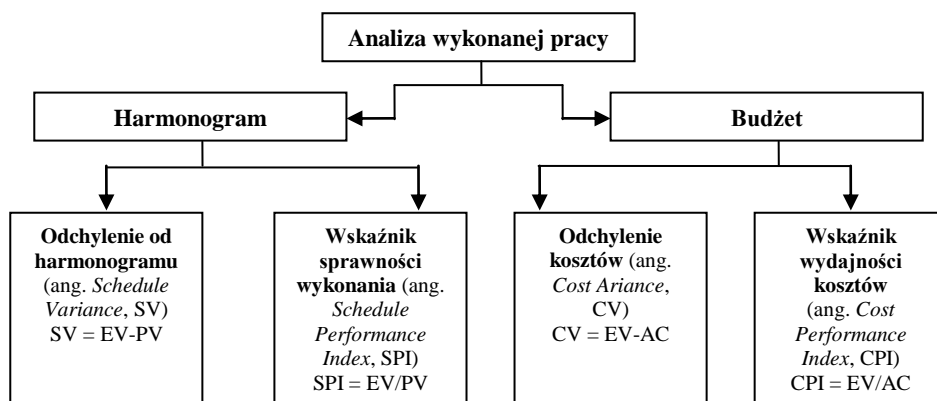 Analiza wykonanej pracy
Harmonogram
Budżet
Odchylenie od
harmonogramu
(ang. Schedule
Variance, SV)
SV = EV-PV
Wskaźnik
sprawności
wykonania (ang.
Schedule
Performance
Index, SPI)
SPI = EV/PV
Odchylenie
kosztów (ang.
Cost Ariance,
CV)
CV = EV-AC
Wskaźnik
wydajności
kosztów
(ang. Cost
Performance
Index, CPI)
CPI = EV/AC